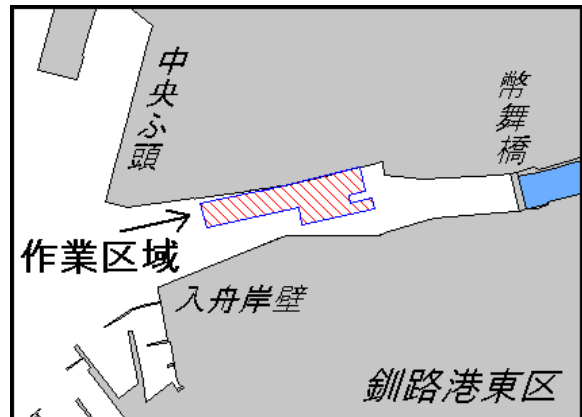 中央ふ頭
幣舞橋
作業区域
入舟岸壁
釧路港東区